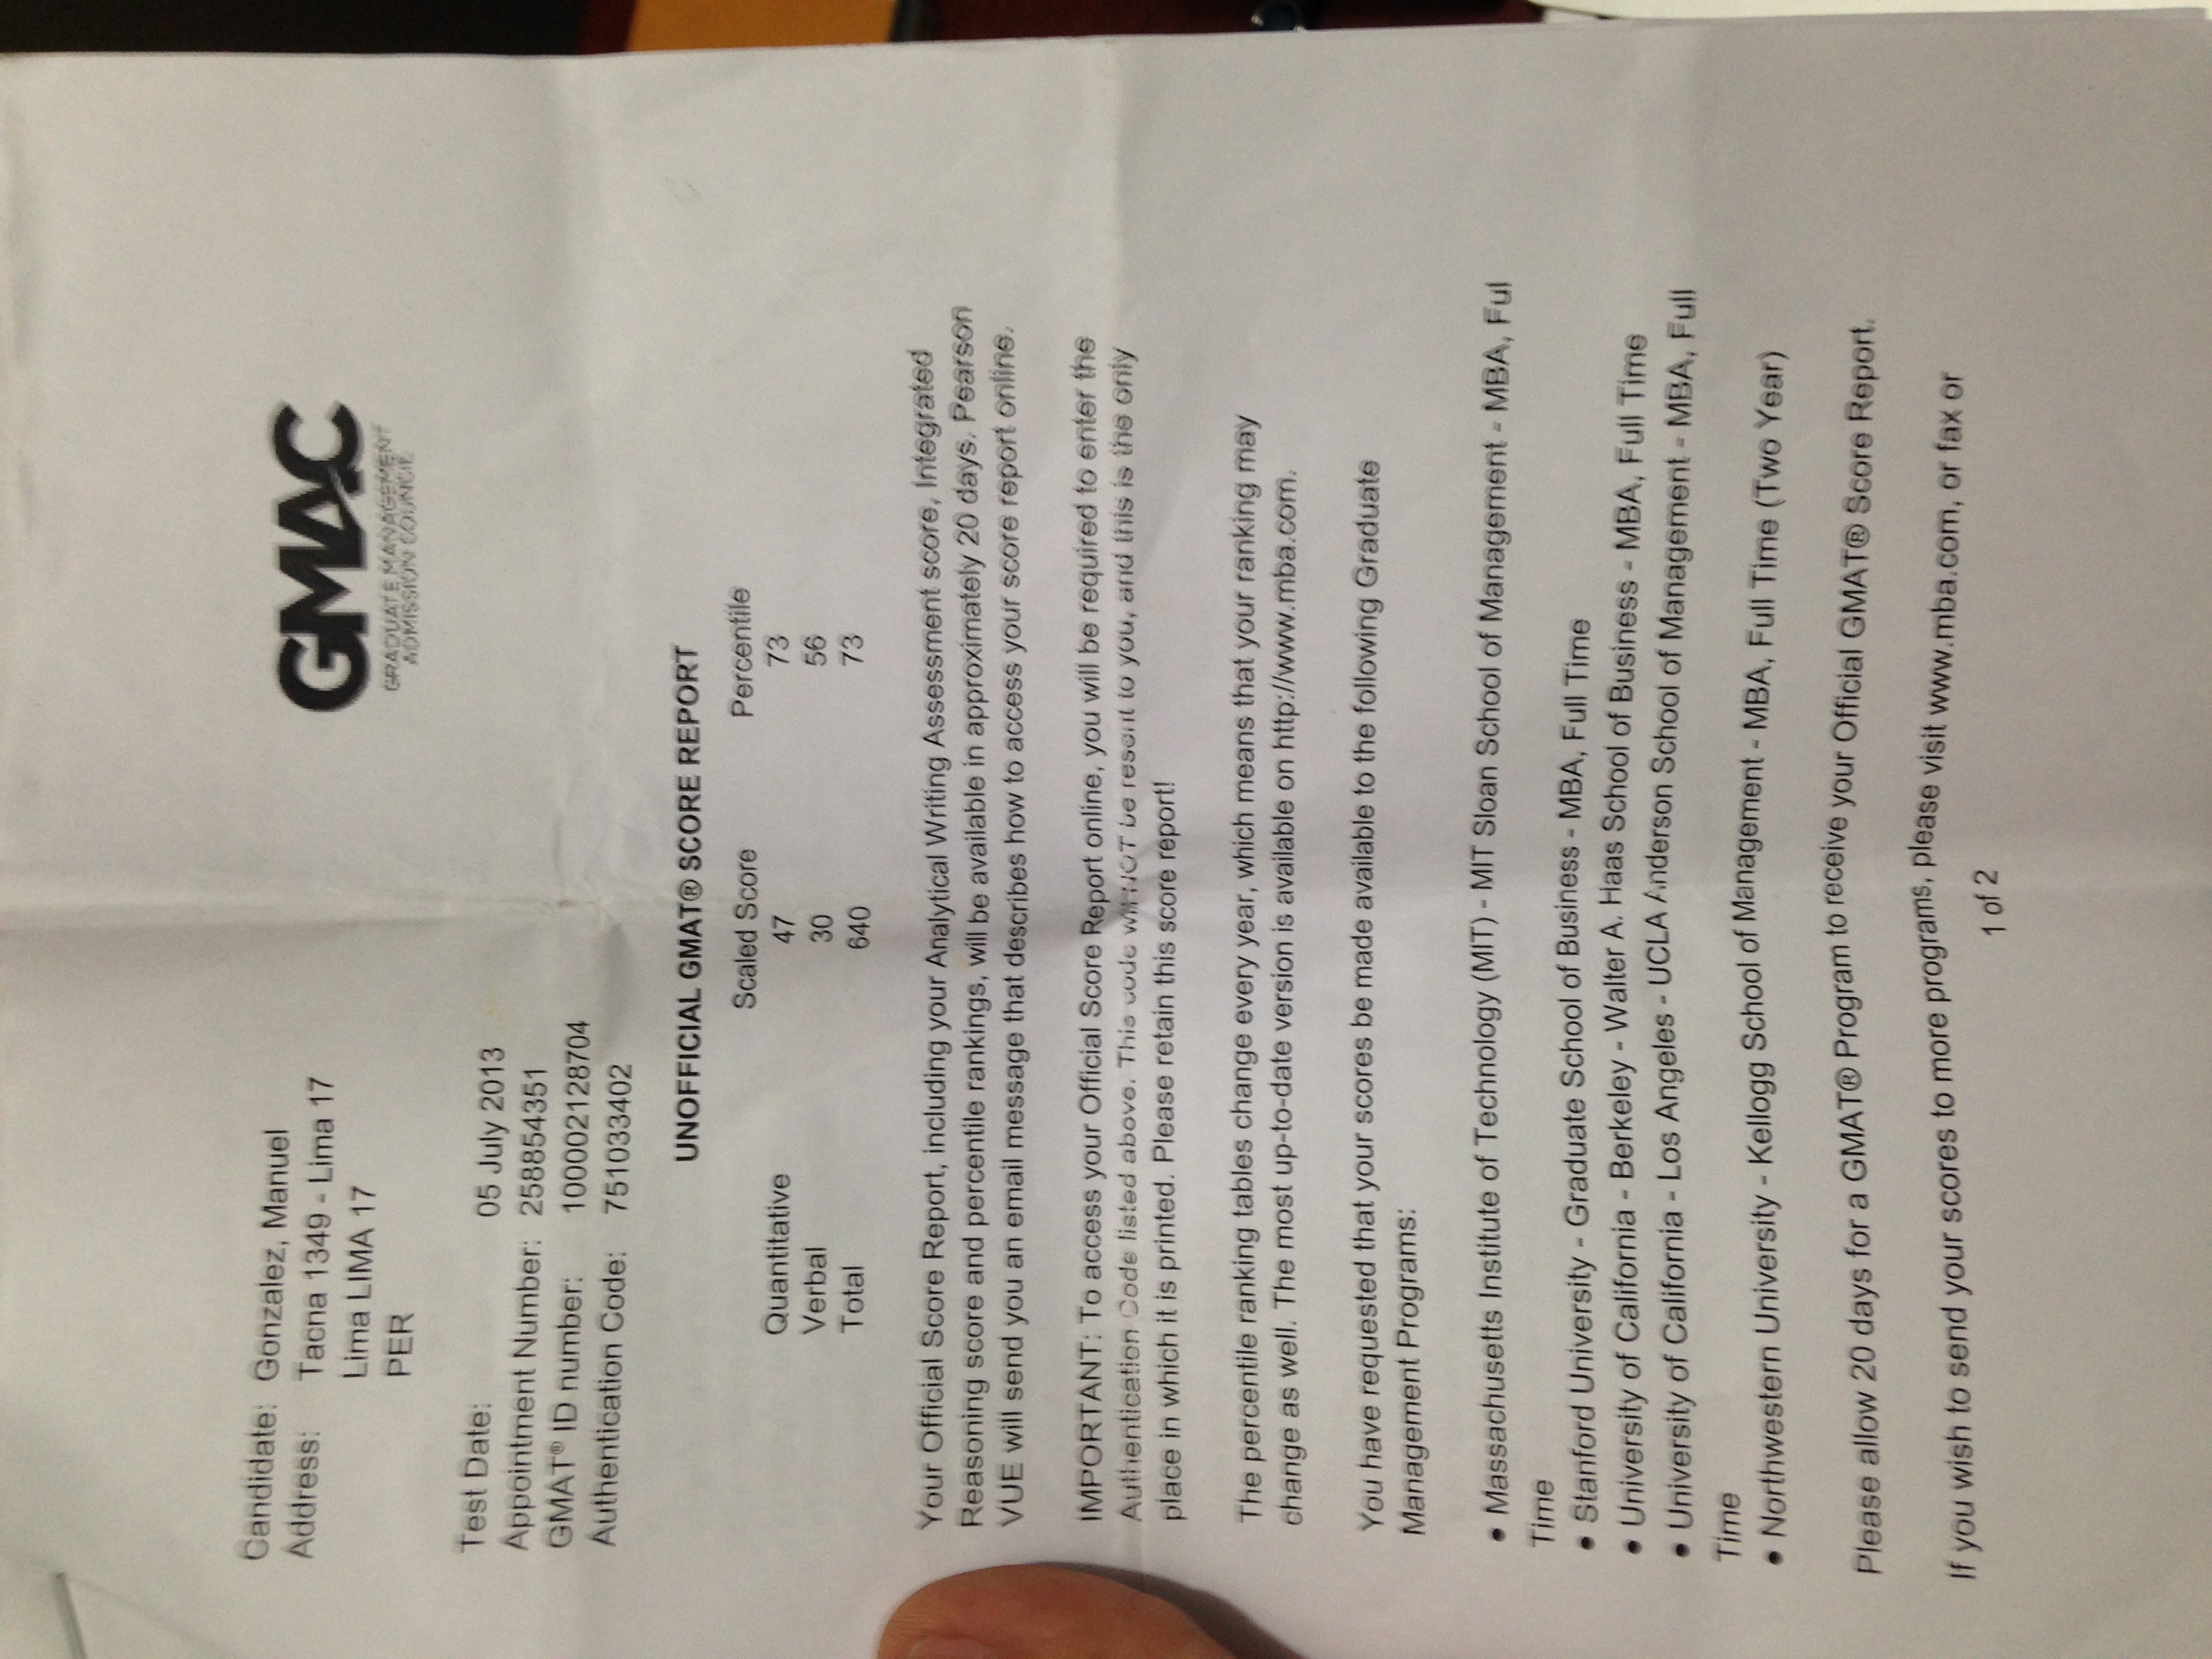 Candidate: Gonzalez, Manuel
Address: Tacna 1349 - Lima 17
Lima LIMA 17
PER
GMAC
GRADUATE MANAGEMENT
ADMISSION COUNCIL
Test Date: 05 July 2013
Appointment Number: 258854351
GMAT® ID number: 100002128704
Authentication Code: 751033402
UNOFFICIAL GMAT® SCORE REPORT
Scaled Score Percentile
Quantitative 47 73
Verbal 30 56
Total 640 73
Your Official Score Report, including your Analytical Writing Assessment score, Integrated
Reasoning score and percentile rankings, will be available in approximately 20 days. Pearson
VUE will send you an email message that describes how to access your score report online.
IMPORTANT: To access your Official Score Report online, you will be required to enter the
Authentication Code listed above. This code will NOT be resent to you, and this is the only
place in which it is printed. Please retain this score report!
The percentile ranking tables change every year, which means that your ranking may
change as well. The most up-to-date version is available on http://www.mba.com.
You have requested that your scores be made available to the following Graduate
Management Programs:
• Massachusetts Institute of Technology (MIT) - MIT Sloan School of Management - MBA, Ful
Time
• Stanford University - Graduate School of Business - MBA, Full Time
• University of California - Berkeley - Walter A. Haas School of Business - MBA, Full Time
• University of California - Los Angeles - UCLA Anderson School of Management - MBA, Full
Time
• Northwestern University - Kellogg School of Management - MBA, Full Time (Two Year)
Please allow 20 days for a GMAT® Program to receive your Official GMAT® Score Report.
If you wish to send your scores to more programs, please visit www.mba.com, or fax or
1 of 2